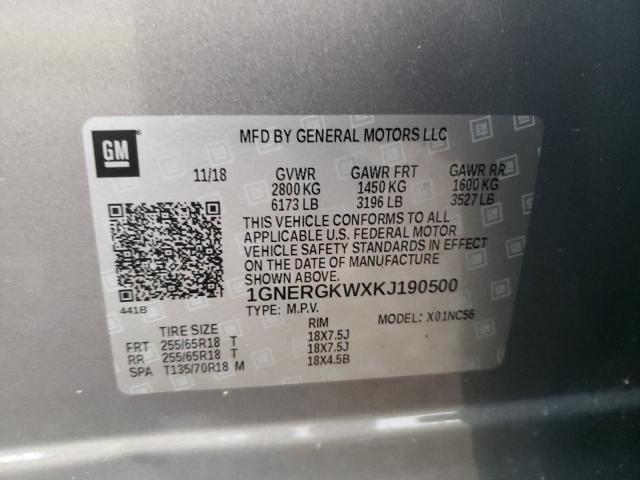 GM
MFD BY GENERAL MOTORS LLC
11/18 GVWR GAWR FRT GAWR RR
2800 KG 1450 KG 1600 KG
6173 LB 3196 LB 3527 LB
THIS VEHICLE CONFORMS TO ALL
APPLICABLE U.S. FEDERAL MOTOR
VEHICLE SAFETY STANDARDS IN EFFECT
ON THE DATE OF MANUFACTURE
SHOWN ABOVE.
441B
1GNERGKWXKJ190500
TYPE: M.P.V. MODEL: X01NC56
TIRE SIZE RIM
FRT 255/65R18 T 18X7.5J
RR 255/65R18 T 18X7.5J
SPA T135/70R18 M 18X4.5B